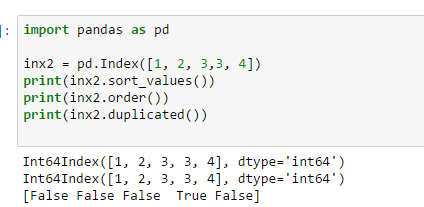 ]:
import pandas as pd
inx2 = pd.Index([1, 2, 3,3, 4])
print(inx2.sort_values())
print(inx2.order())
print(inx2.duplicated())
Int64Index([1, 2, 3, 3, 4], dtype='int64')
Int64Index([1, 2, 3, 3, 4], dtype='int64')
[False False False  True False]